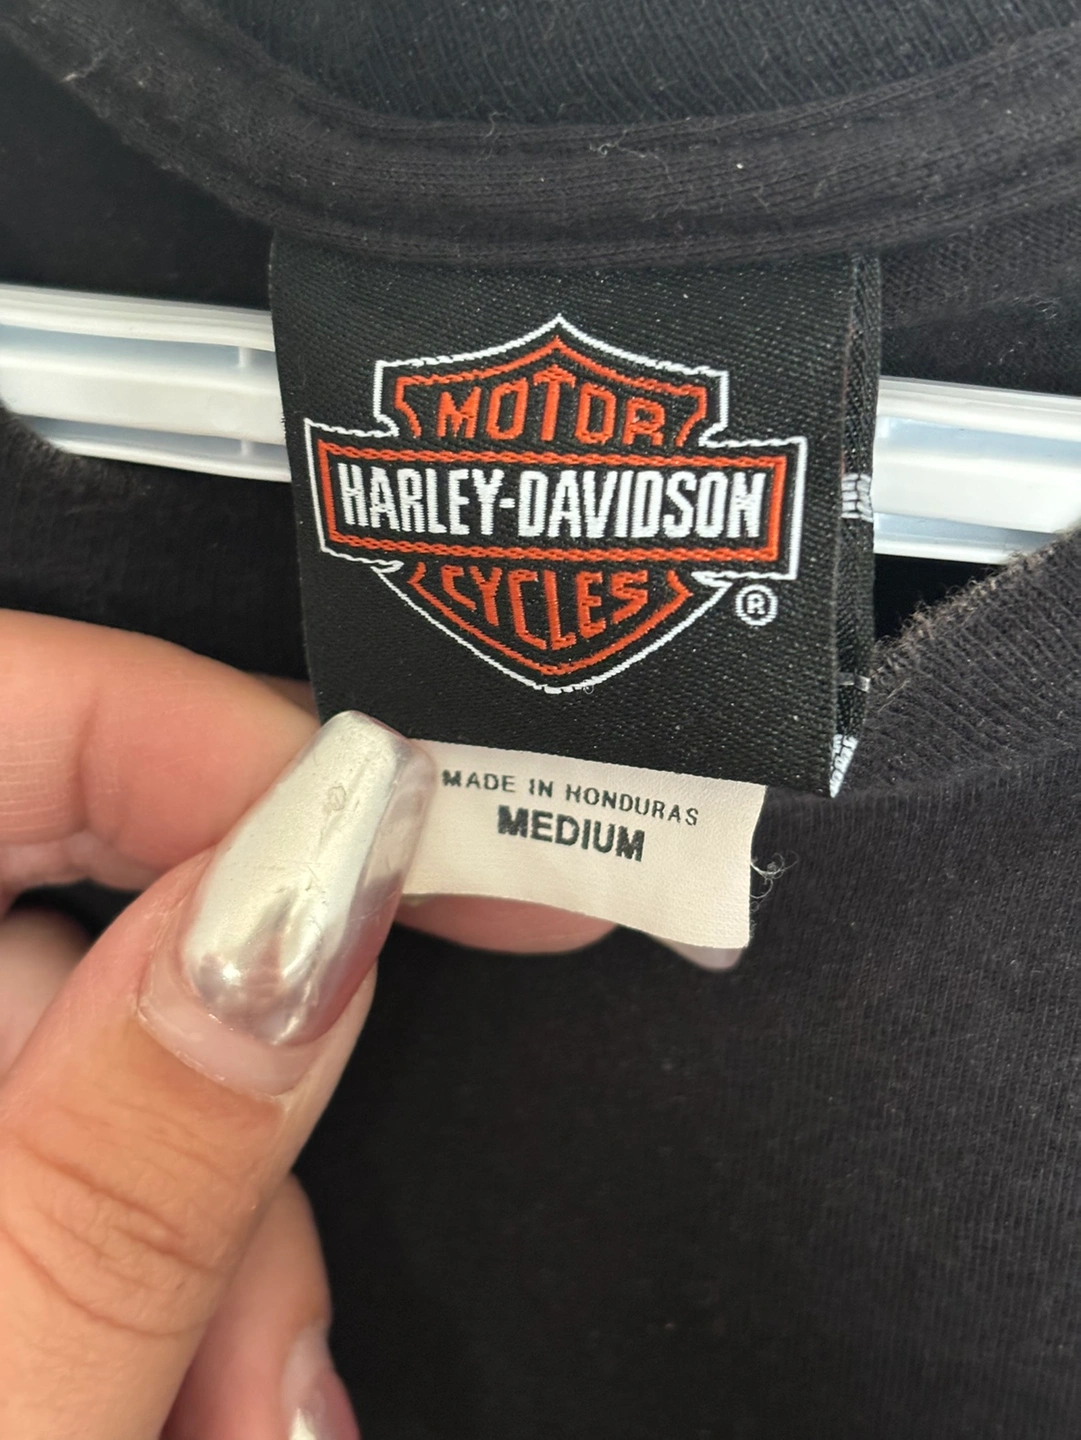 MOTOR
HARLEY-DAVIDSON
CYCLES
®
MADE IN HONDURAS
MEDIUM